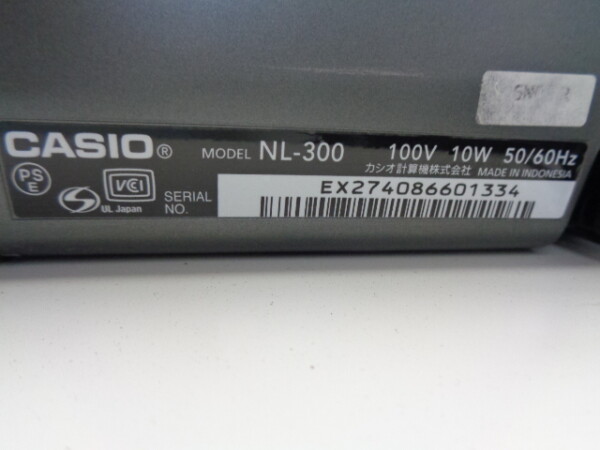 CASIO® MODEL NL-300 100V 10W 50/60Hz
カシオ計算機株式会社 MADE IN INDONESIA
PS
E
VCI
UL Japan
SERIAL
NO.
EX274086601334